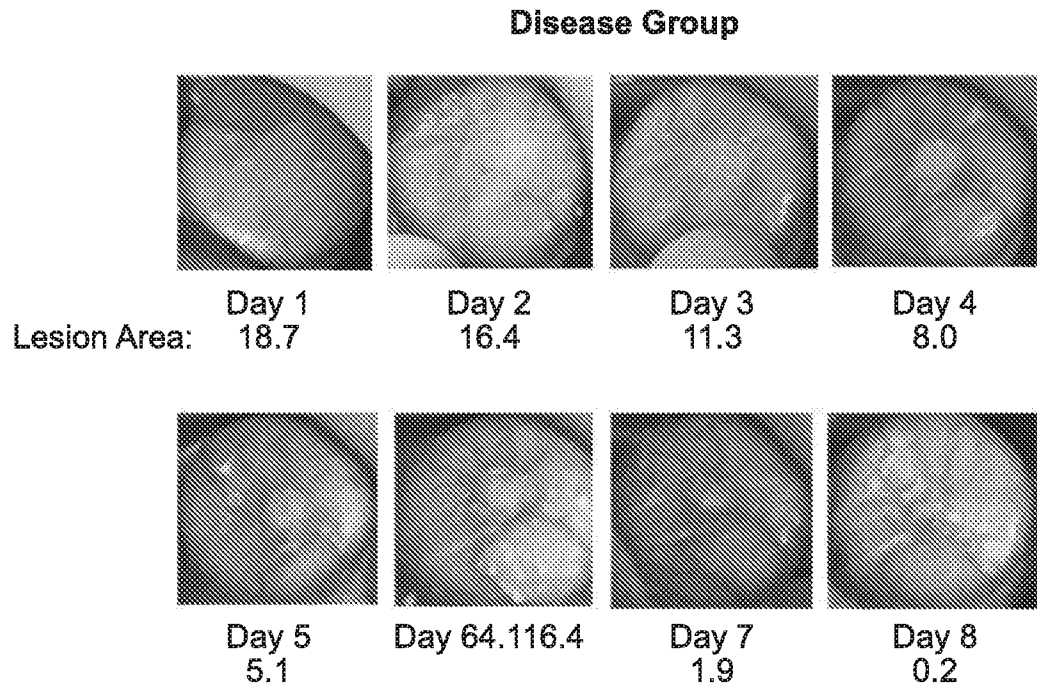 Disease Group
Day 1 Day 2 Day 3 Day 4
Lesion Area: 18.7 16.4 11.3 8.0
Day 5 Day 64.116.4 Day 7 Day 8
5.1 1.9 0.2